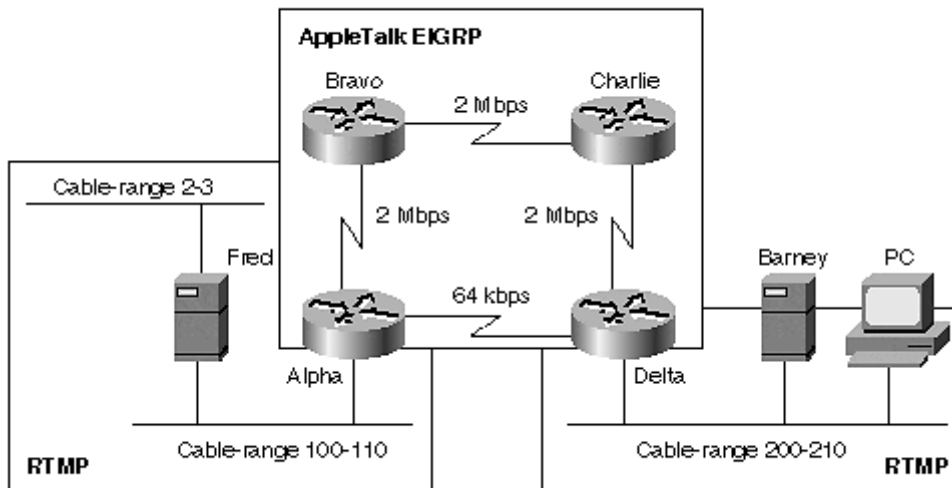 AppleTalk EIGRP
Bravo
Charlie
2 Mbps
Cable-range 2-3
2 Mbps
2 Mbps
Fred
Barney
PC
64 kbps
Alpha
Delta
Cable-range 100-110
Cable-range 200-210
RTMP
RTMP